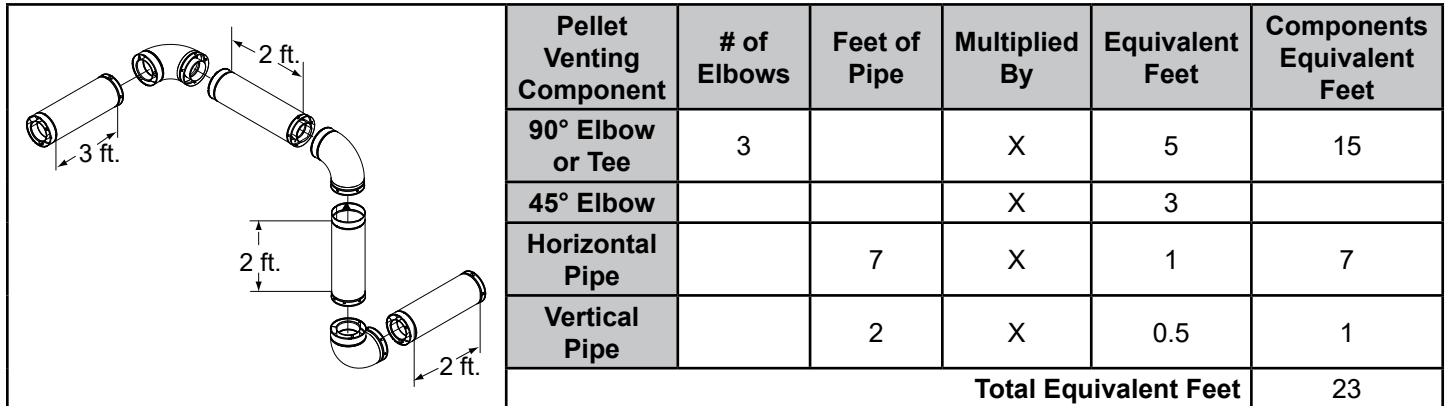 2 ft.
3 ft.
2 ft.
2 ft.
Pellet Venting Component # of Elbows Feet of Pipe Multiplied By Equivalent Feet Components Equivalent Feet
90° Elbow or Tee 3 X 5 15
45° Elbow X 3
Horizontal Pipe 7 X 1 7
Vertical Pipe 2 X 0.5 1
Total Equivalent Feet 23